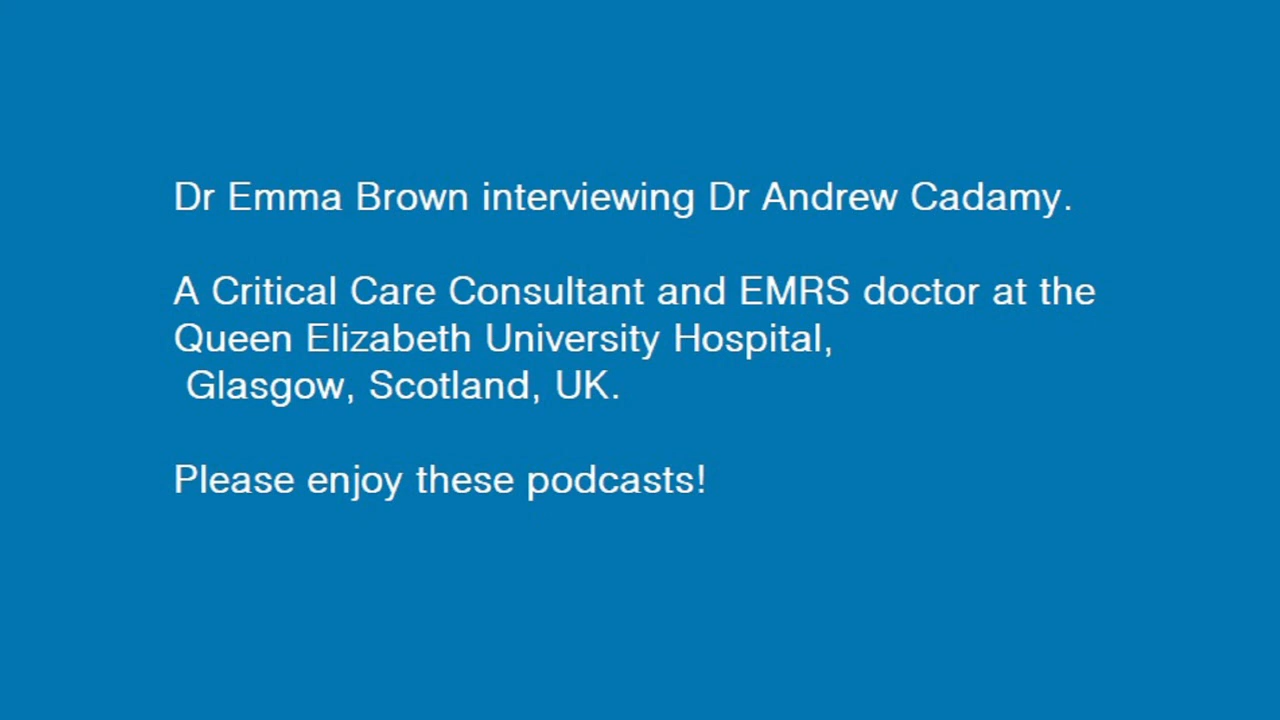 Dr Emma Brown interviewing Dr Andrew Cadamy.
A Critical Care Consultant and EMRS doctor at the
Queen Elizabeth University Hospital,
Glasgow, Scotland, UK.
Please enjoy these podcasts!